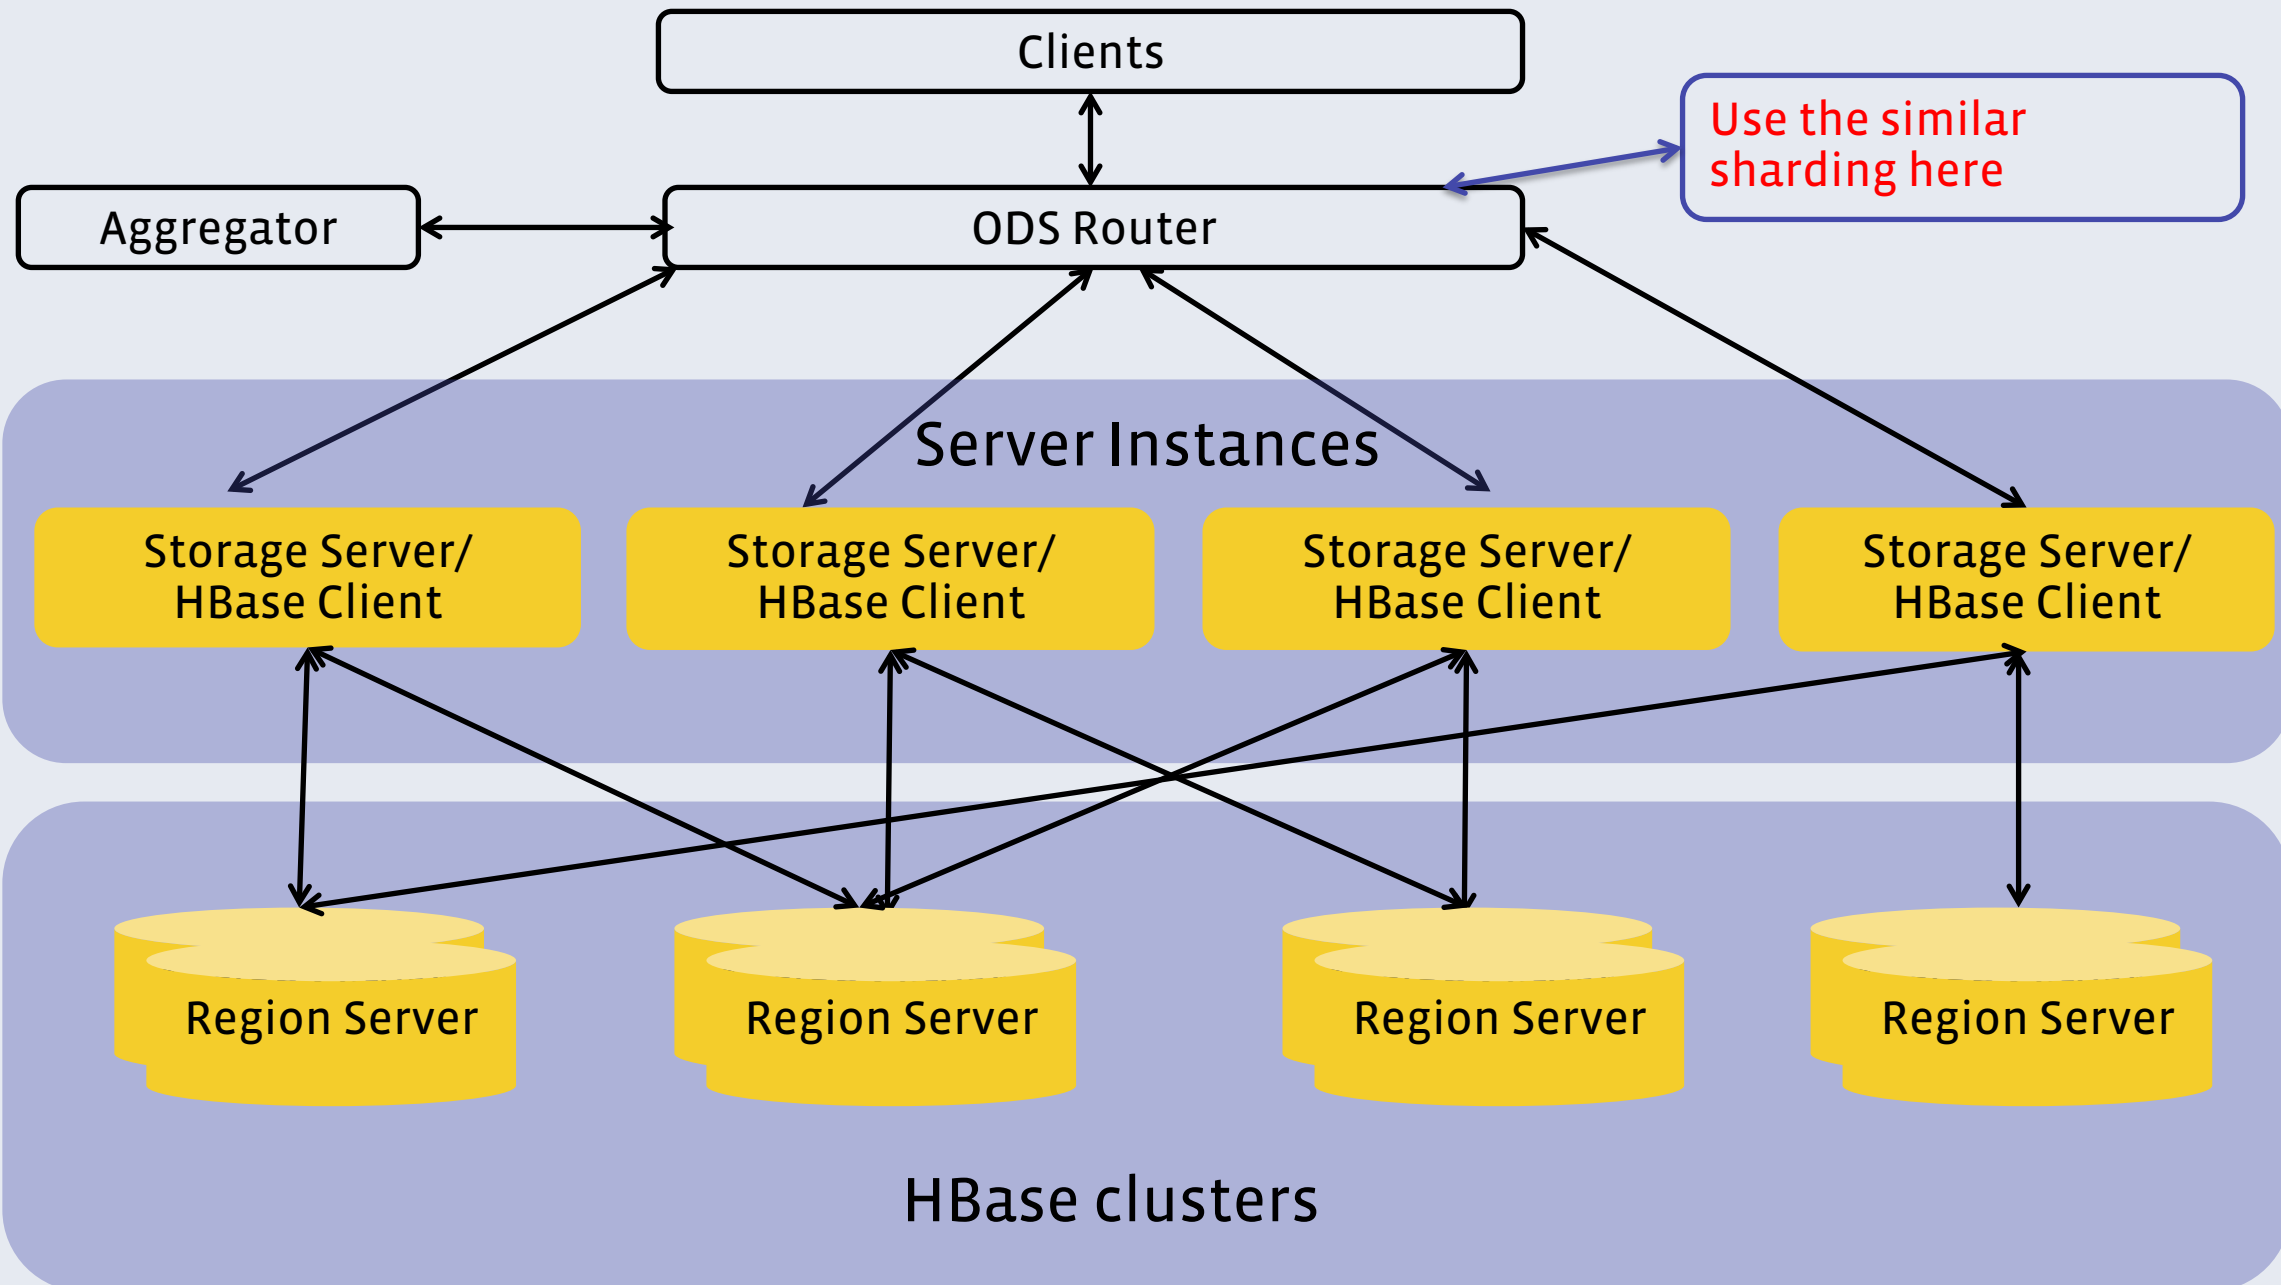 Clients
Use the similar
sharding here
Aggregator
ODS Router
Server Instances
Storage Server/
HBase Client
Storage Server/
HBase Client
Storage Server/
HBase Client
Storage Server/
HBase Client
Region Server
Region Server
Region Server
Region Server
HBase clusters